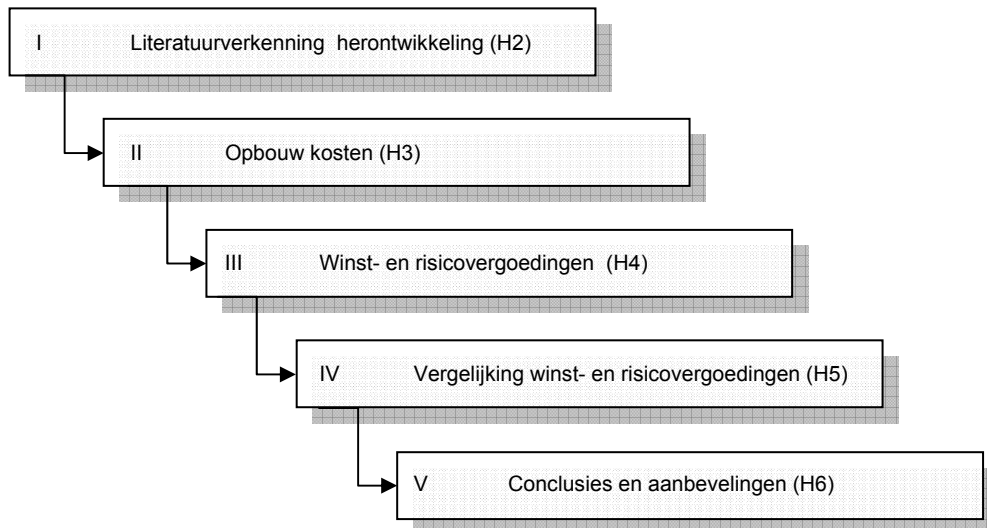 I Literatuurverkenning herontwikkeling (H2)
II Opbouw kosten (H3)
III Winst- en risicovergoedingen (H4)
IV Vergelijking winst- en risicovergoedingen (H5)
V Conclusies en aanbevelingen (H6)